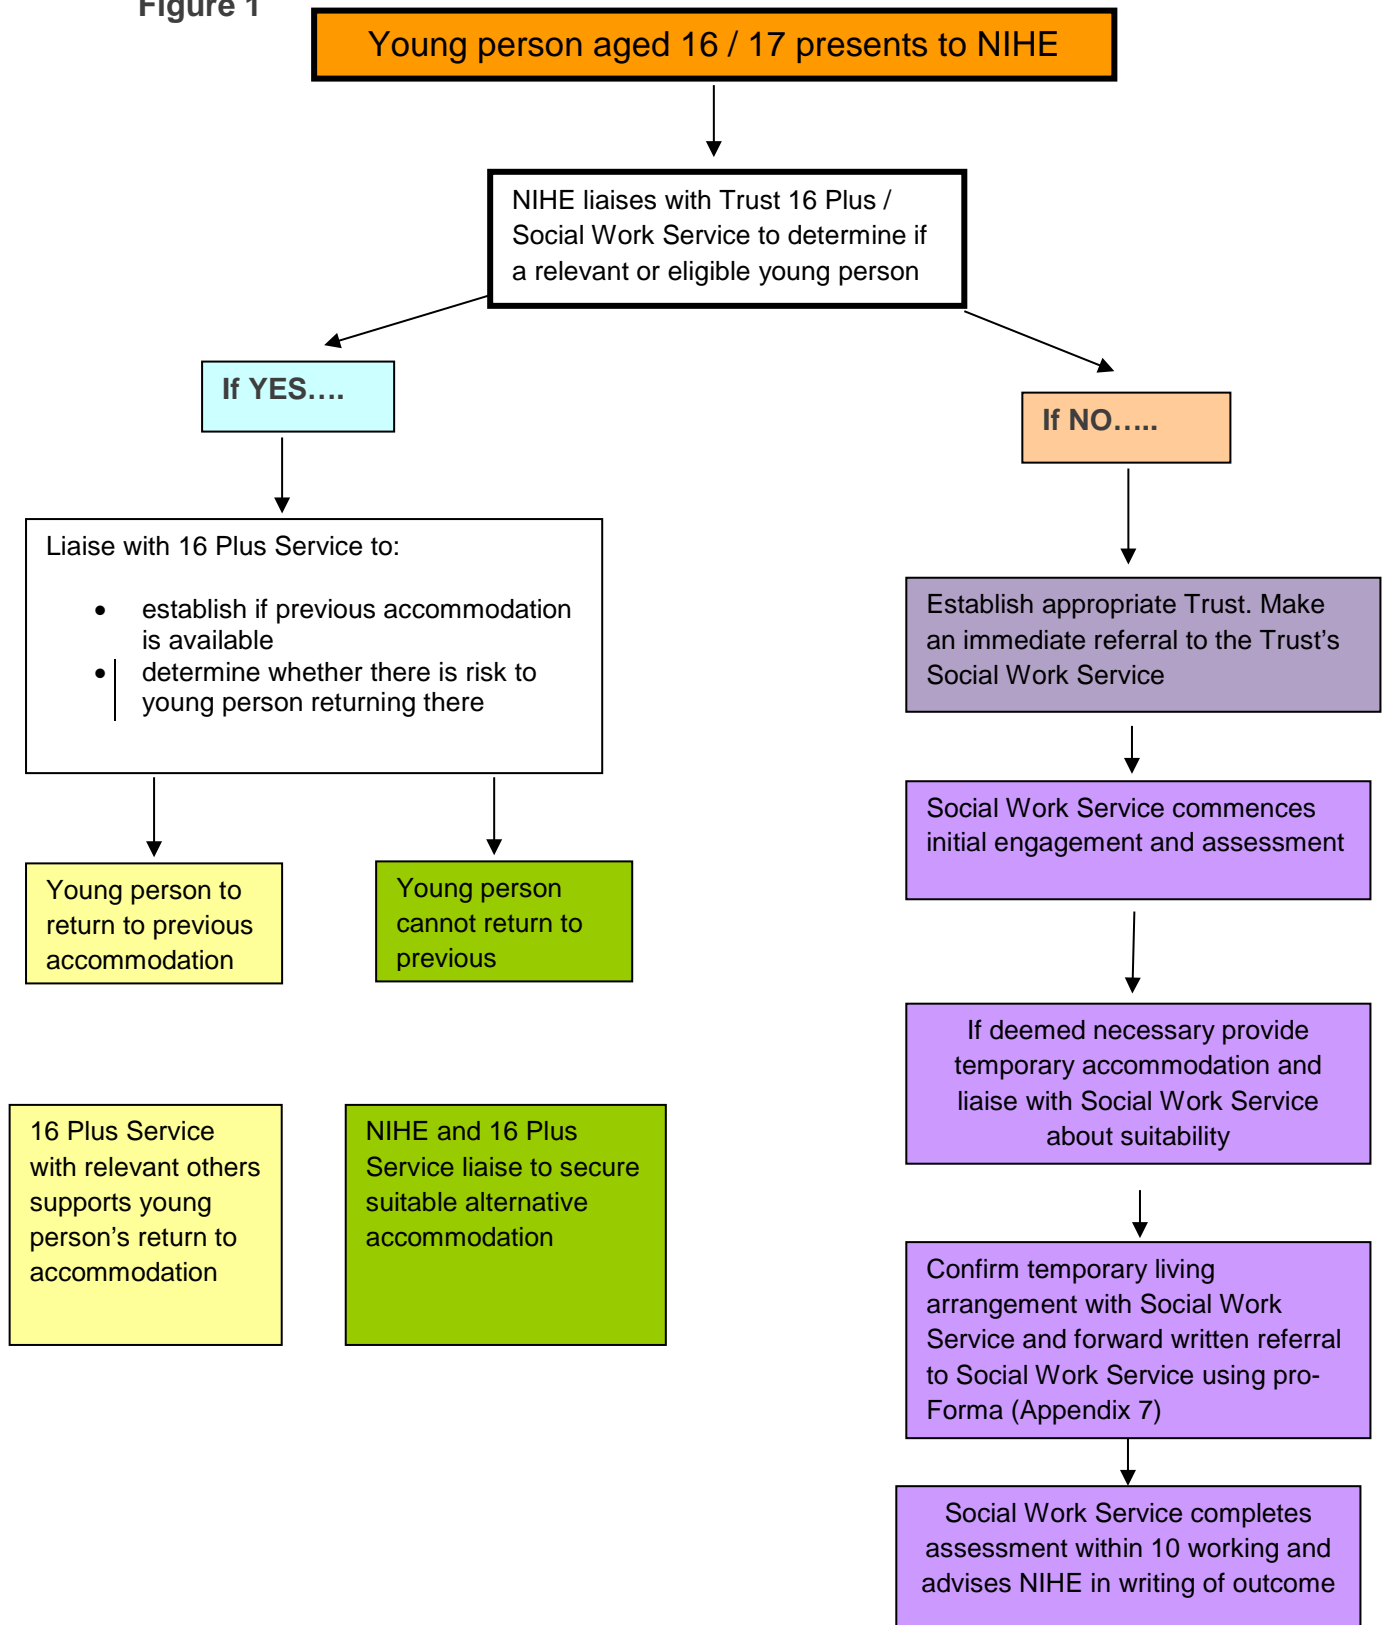 Figure 1
Young person aged 16 / 17 presents to NIHE
NIHE liaises with Trust 16 Plus /
Social Work Service to determine if
a relevant or eligible young person
If YES….
If NO…..
Liaise with 16 Plus Service to:
• establish if previous accommodation
is available
• determine whether there is risk to
young person returning there
Young person to
return to previous
accommodation
Young person
cannot return to
previous
16 Plus Service
with relevant others
supports young
person’s return to
accommodation
NIHE and 16 Plus
Service liaise to secure
suitable alternative
accommodation
Establish appropriate Trust. Make
an immediate referral to the Trust’s
Social Work Service
Social Work Service commences
initial engagement and assessment
If deemed necessary provide
temporary accommodation and
liaise with Social Work Service
about suitability
Confirm temporary living
arrangement with Social Work
Service and forward written referral
to Social Work Service using pro-
Forma (Appendix 7)
Social Work Service completes
assessment within 10 working and
advises NIHE in writing of outcome